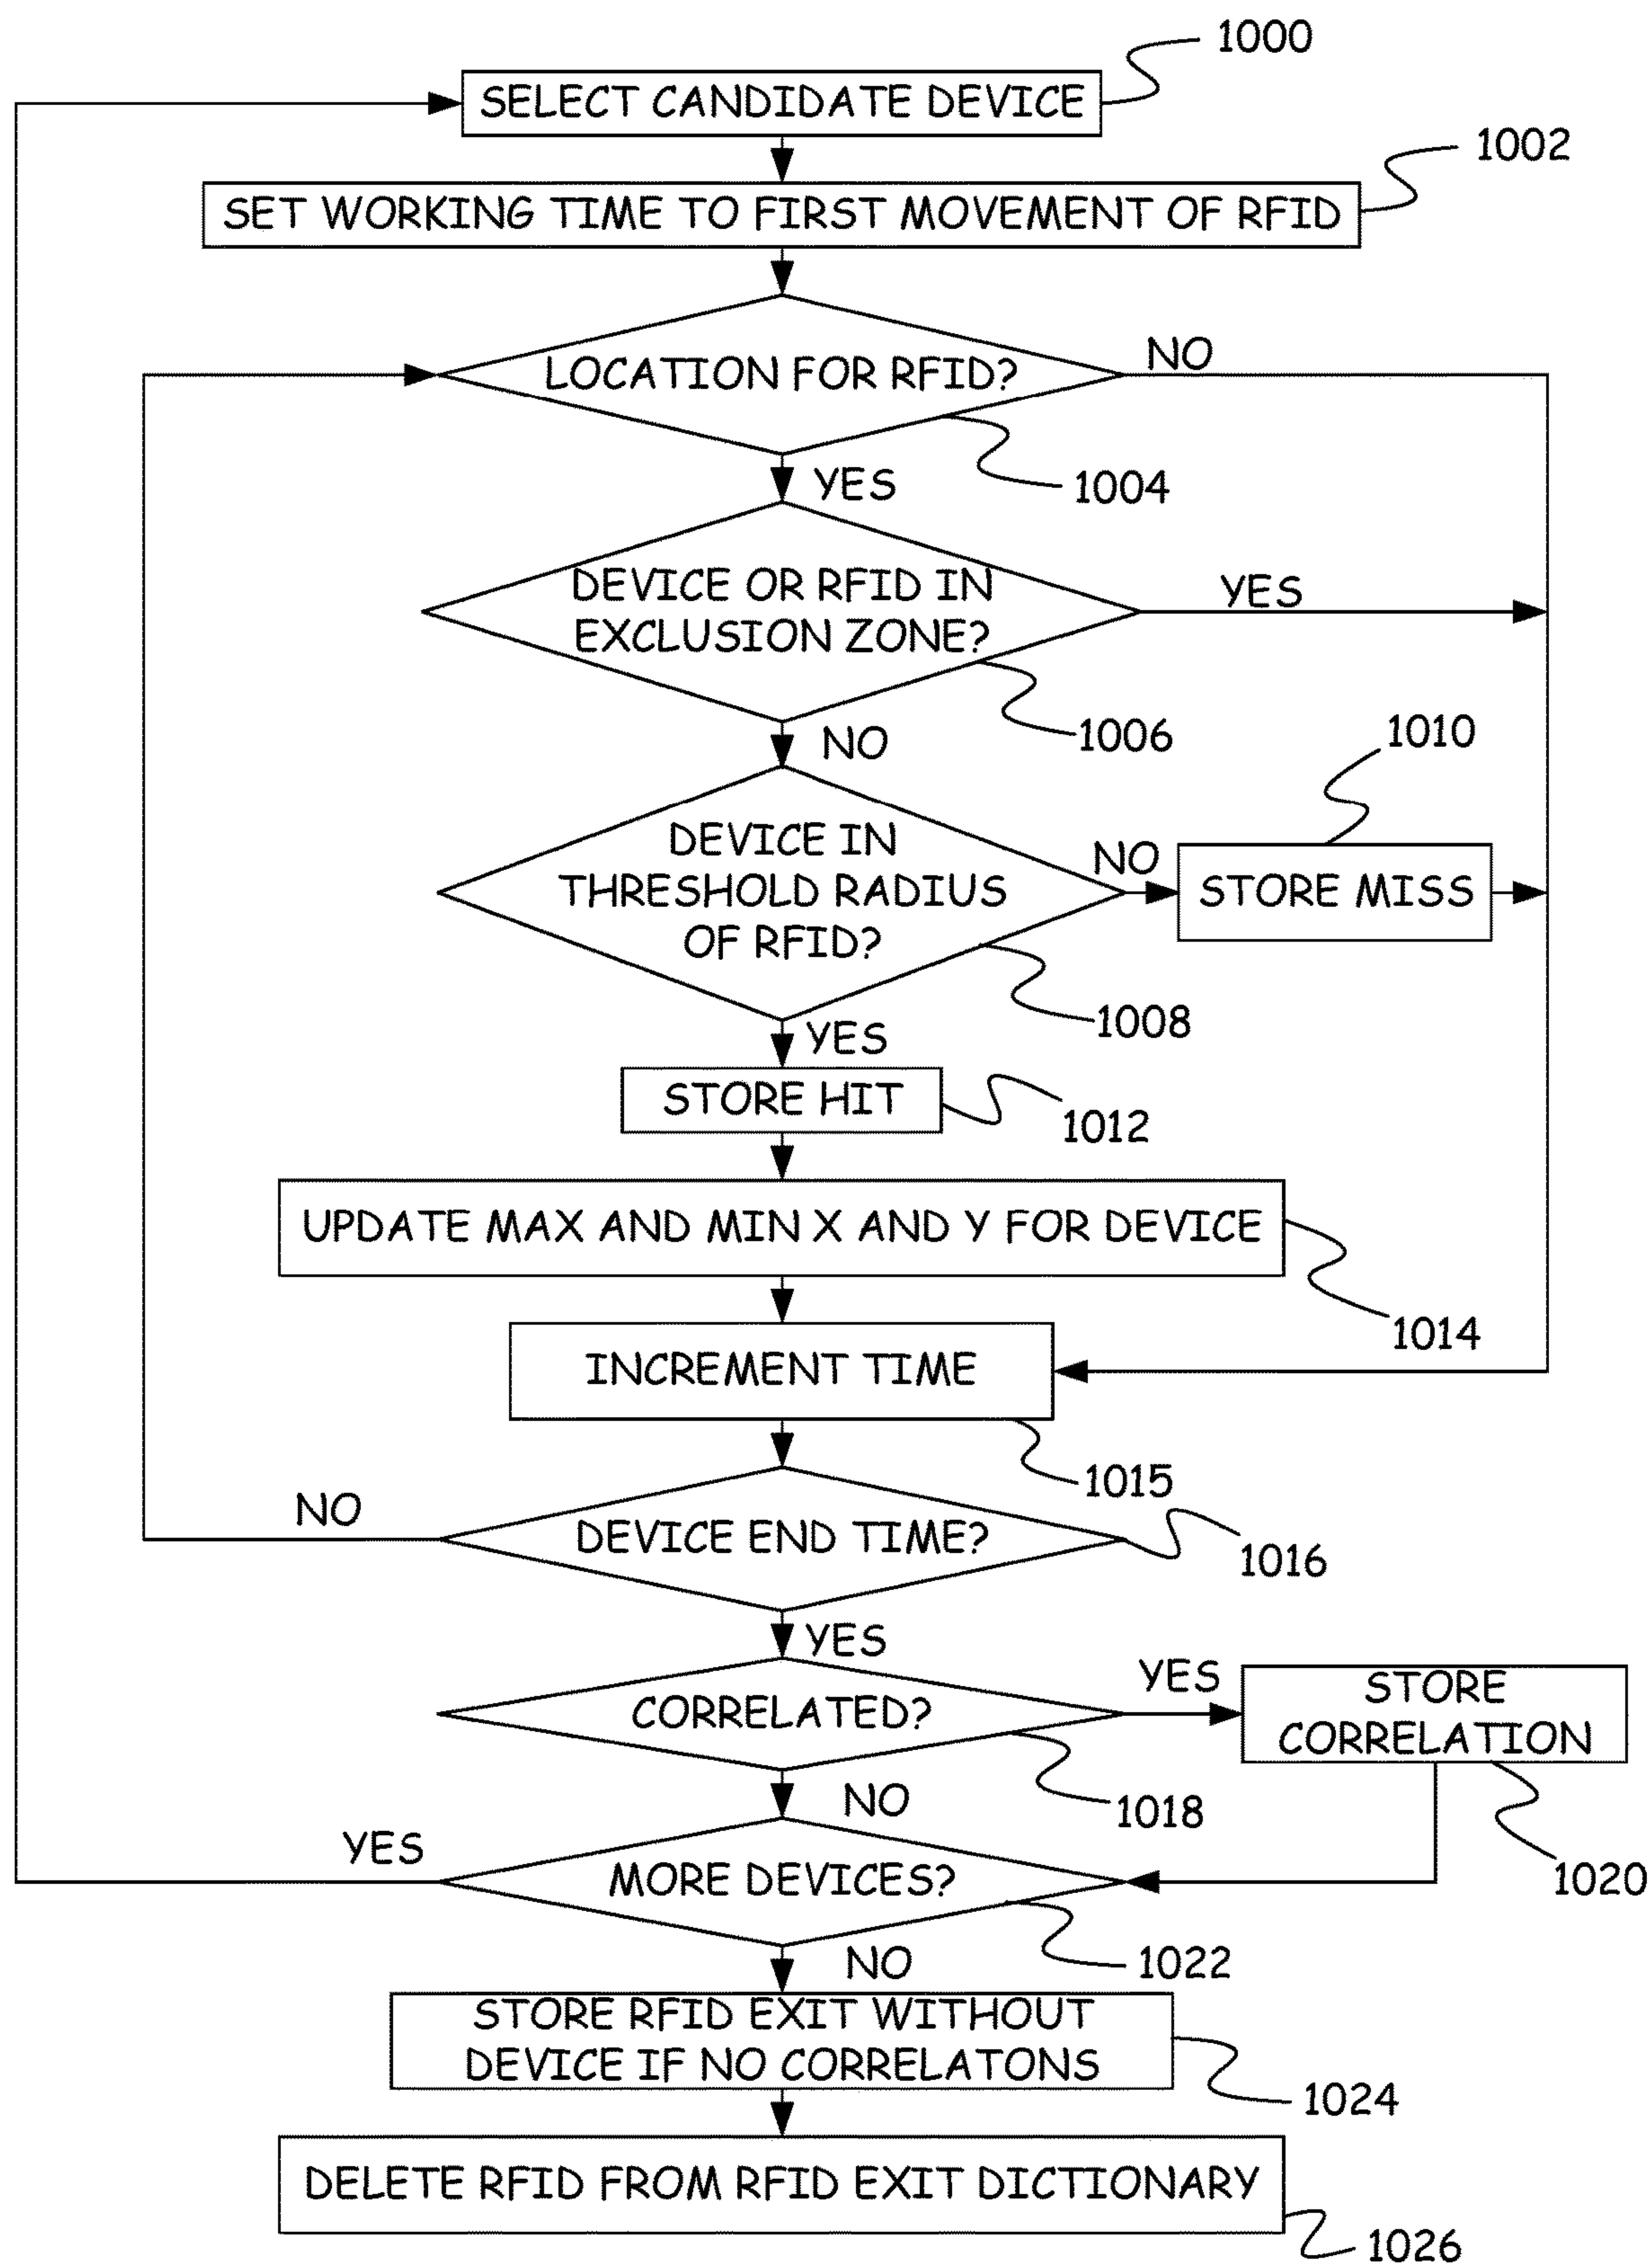 1000
SELECT CANDIDATE DEVICE
1002
SET WORKING TIME TO FIRST MOVEMENT OF RFID
NO
LOCATION FOR RFID?
1004
YES
DEVICE OR RFID IN
EXCLUSION ZONE?
YES
1006
NO
1010
DEVICE IN
THRESHOLD RADIUS
OF RFID?
NO
STORE MISS
1008
YES
STORE HIT
1012
UPDATE MAX AND MIN X AND Y FOR DEVICE
1014
INCREMENT TIME
1015
NO
DEVICE END TIME?
1016
YES
CORRELATED?
YES
STORE
CORRELATION
1018
NO
1020
YES
MORE DEVICES?
1022
NO
STORE RFID EXIT WITHOUT
DEVICE IF NO CORRELATONS
1024
DELETE RFID FROM RFID EXIT DICTIONARY
1026